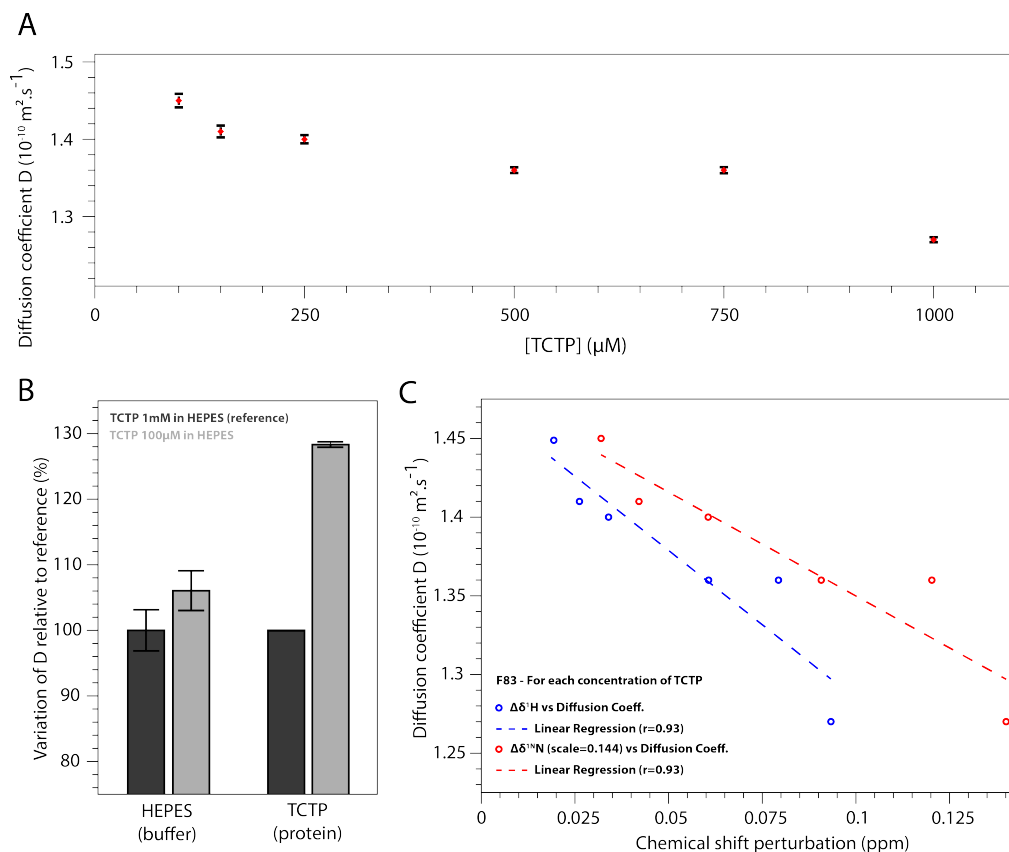 A
Diffusion coefficient D (10⁻¹⁰ m².s⁻¹)
1.5
1.4
1.3
0
250
500
750
1000
[TCTP] (µM)
B
Variation of D relative to reference (%)
TCTP 1mM in HEPES (reference)
TCTP 100µM in HEPES
130
120
110
100
90
80
HEPES
(buffer)
TCTP
(protein)
C
Diffusion coefficient D (10⁻¹⁰ m².s⁻¹)
1.45
1.4
1.35
1.3
1.25
F83 - For each concentration of TCTP
Δδ¹H vs Diffusion Coeff.
Linear Regression (r=0.93)
Δδ¹ᴺN (scale=0.144) vs Diffusion Coeff.
Linear Regression (r=0.93)
0
0.025
0.05
0.075
0.1
0.125
Chemical shift perturbation (ppm)